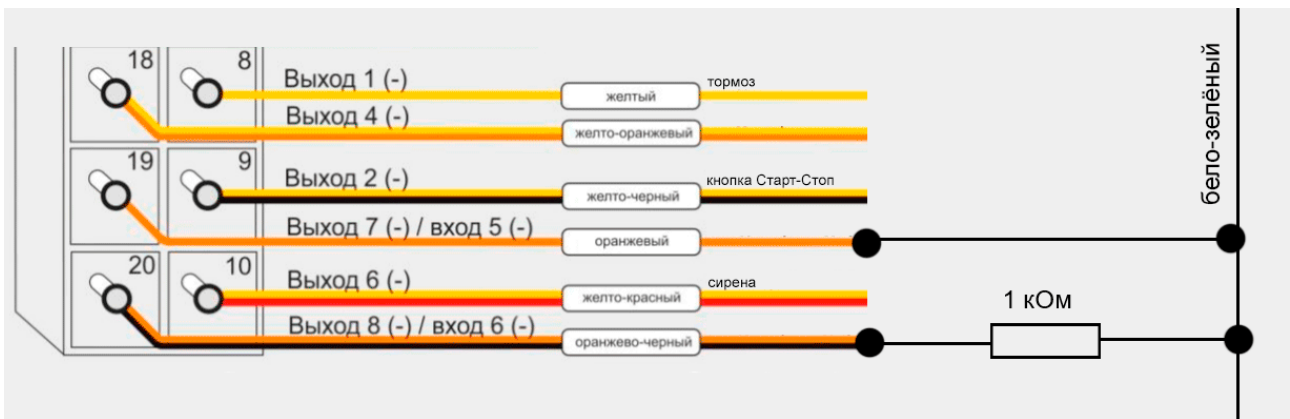 18
8
Выход 1 (-)
желтый
тормоз
Выход 4 (-)
желто-оранжевый
19
9
Выход 2 (-)
желто-черный
кнопка Старт-Стоп
Выход 7 (-) / вход 5 (-)
оранжевый
20
10
Выход 6 (-)
желто-красный
сирена
Выход 8 (-) / вход 6 (-)
оранжево-черный
1 кОм
бело-зелёный